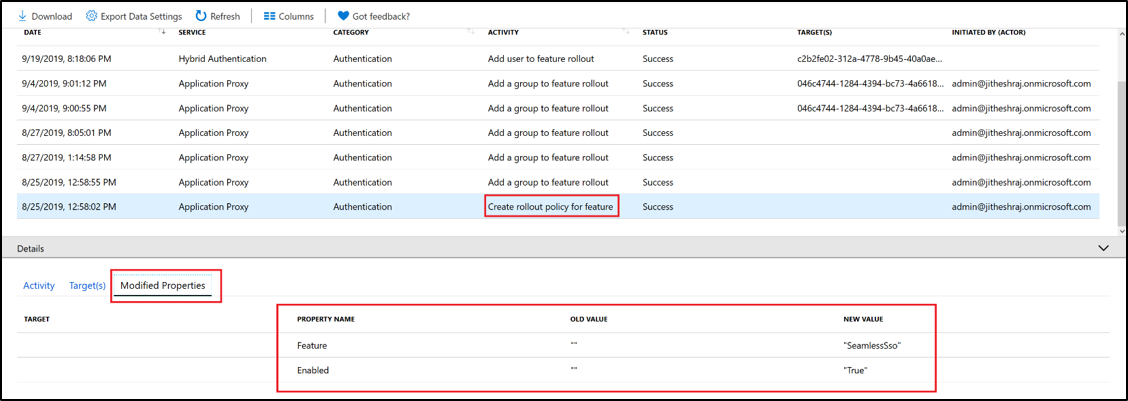 Download Export Data Settings Refresh Columns Got feedback?
DATE SERVICE CATEGORY ACTIVITY STATUS TARGET(S) INITIATED BY (ACTOR)
9/19/2019, 8:18:06 PM Hybrid Authentication Authentication Add user to feature rollout Success c2b2fe02-312a-4778-9b45-40a0ae...
9/4/2019, 9:01:12 PM Application Proxy Authentication Add a group to feature rollout Success 046c4744-1284-4394-bc73-4a6618... admin@jitheshraj.onmicrosoft.com
9/4/2019, 9:00:55 PM Application Proxy Authentication Add a group to feature rollout Success 046c4744-1284-4394-bc73-4a6618... admin@jitheshraj.onmicrosoft.com
8/27/2019, 8:05:01 PM Application Proxy Authentication Add a group to feature rollout Success admin@jitheshraj.onmicrosoft.com
8/27/2019, 1:14:58 PM Application Proxy Authentication Add a group to feature rollout Success admin@jitheshraj.onmicrosoft.com
8/25/2019, 12:58:55 PM Application Proxy Authentication Add a group to feature rollout Success admin@jitheshraj.onmicrosoft.com
8/25/2019, 12:58:02 PM Application Proxy Authentication Create rollout policy for feature Success admin@jitheshraj.onmicrosoft.com
Details
Activity Target(s) Modified Properties
TARGET PROPERTY NAME OLD VALUE NEW VALUE
Feature "" "SeamlessSso"
Enabled "" "True"